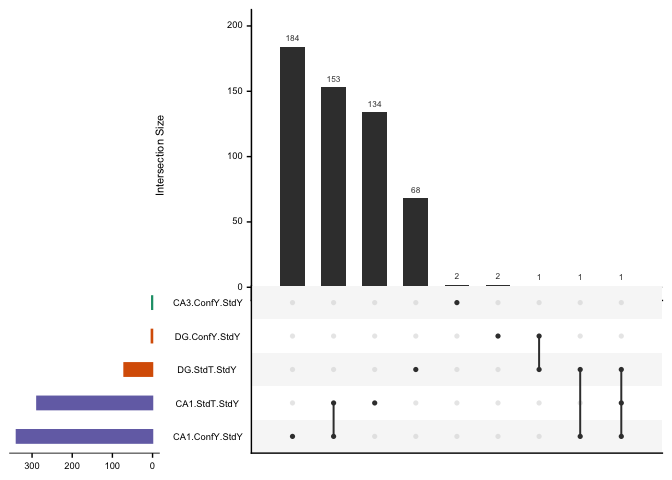 200
184
153
150
134
Intersection Size
100
68
50
2
2
1
1
1
0
CA3.ConfY.StdY
DG.ConfY.StdY
DG.StdT.StdY
CA1.StdT.StdY
CA1.ConfY.StdY
300 200 100 0